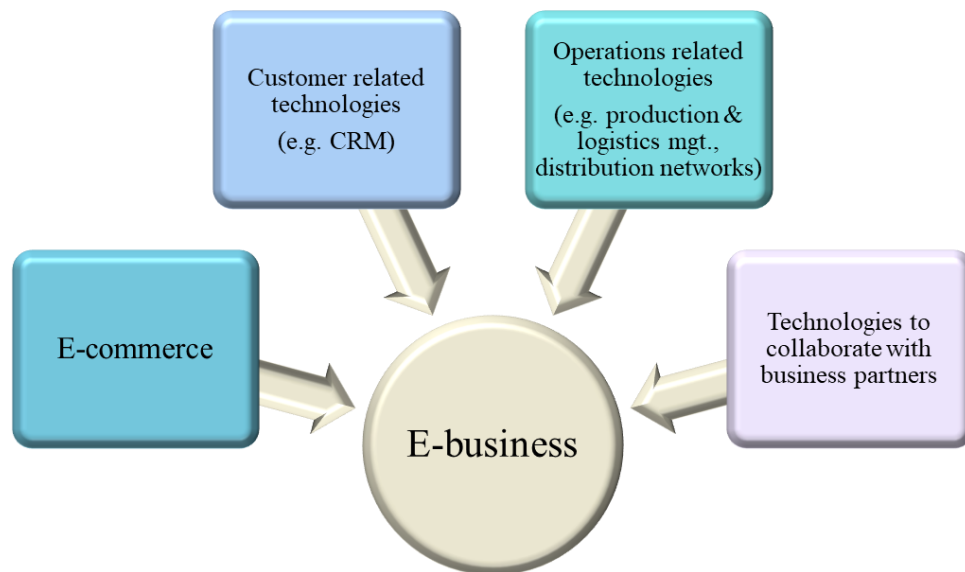 Customer related
technologies
(e.g. CRM)
Operations related
technologies
(e.g. production &
logistics mgt.,
distribution networks)
E-commerce
Technologies to
collaborate with
business partners
E-business